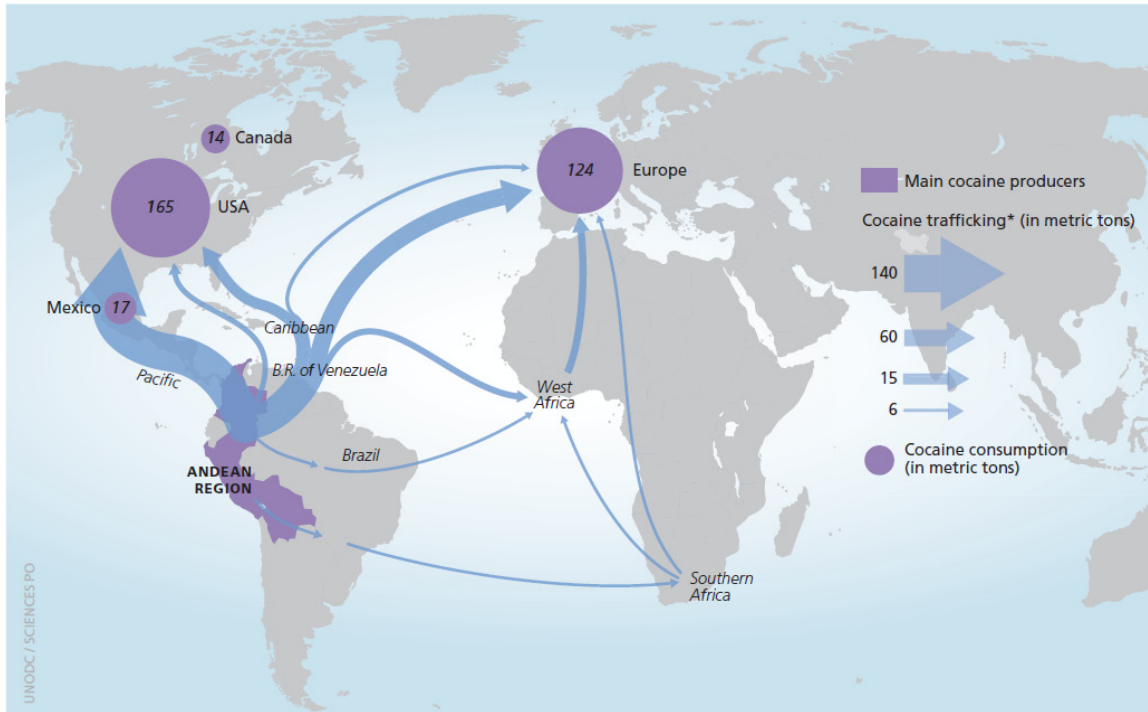 14 Canada
165 USA
Mexico 17
124 Europe
Caribbean
B.R. of Venezuela
Pacific
West
Africa
Brazil
ANDEAN
REGION
Southern
Africa
Main cocaine producers
Cocaine trafficking* (in metric tons)
140
60
15
6
Cocaine consumption
(in metric tons)
UNODC / SCIENCES PO